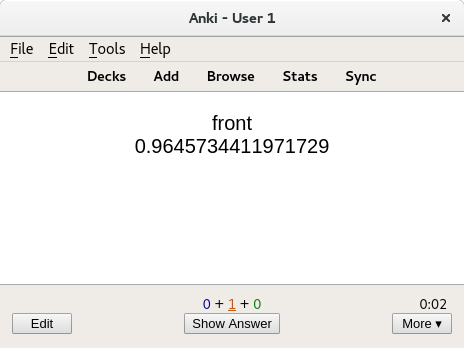 Anki - User 1 ×
File Edit Tools Help
Decks Add Browse Stats Sync
front
0.9645734411971729
0 + 1 + 0 0:02
Edit Show Answer More ▾